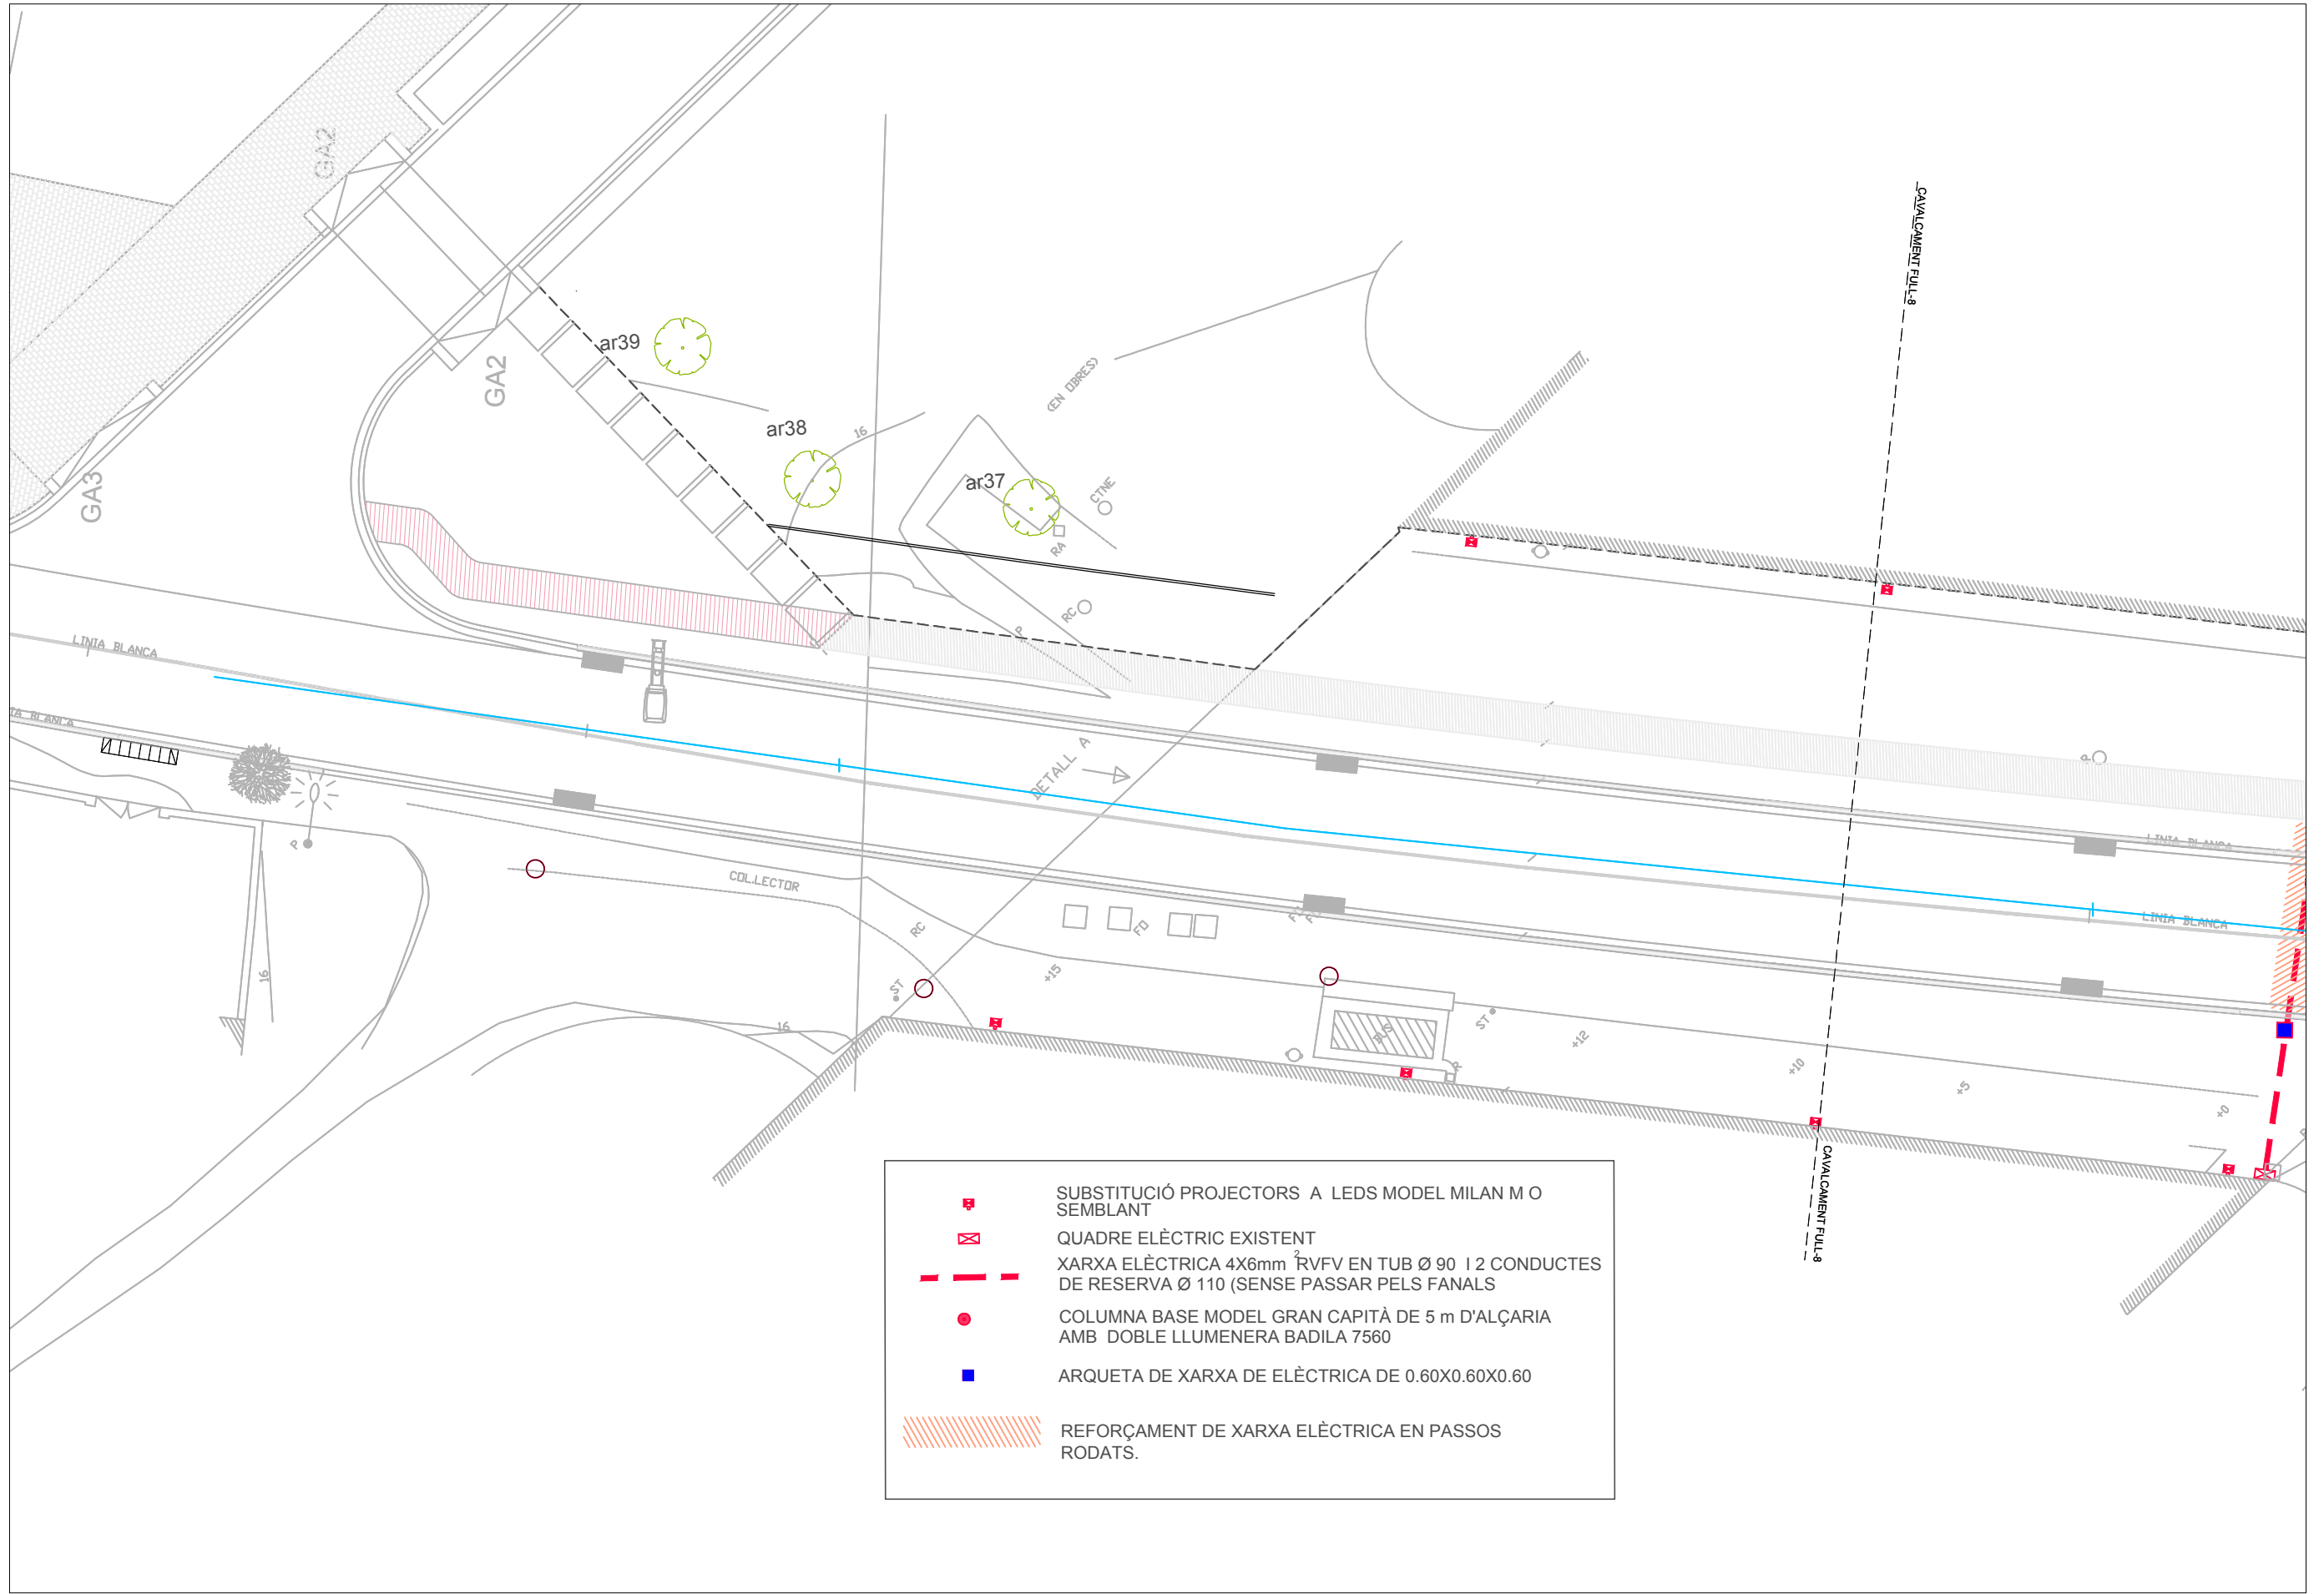 CAVALCAMENT FULL-8
GA2
GA2
GA3
ar39
ar38
16
ar37
(EN OBRES)
CTNE
RA
RC
P
LINIA BLANCA
LINIA BLANCA
DETALL A
P
P
COL.LECTOR
RC
FO
16
ST
+15
16
BUS
ST
R
+12
+10
+5
+0
LINIA BLANCA
LINIA BLANCA
CAVALCAMENT FULL-8
SUBSTITUCIÓ PROJECTORS A LEDS MODEL MILAN M O
SEMBLANT
QUADRE ELÈCTRIC EXISTENT
XARXA ELÈCTRICA 4X6mm 2 RVFV EN TUB Ø 90 I 2 CONDUCTES
DE RESERVA Ø 110 (SENSE PASSAR PELS FANALS
COLUMNA BASE MODEL GRAN CAPITÀ DE 5 m D'ALÇARIA
AMB DOBLE LLUMENERA BADILA 7560
ARQUETA DE XARXA DE ELÈCTRICA DE 0.60X0.60X0.60
REFORÇAMENT DE XARXA ELÈCTRICA EN PASSOS
RODATS.